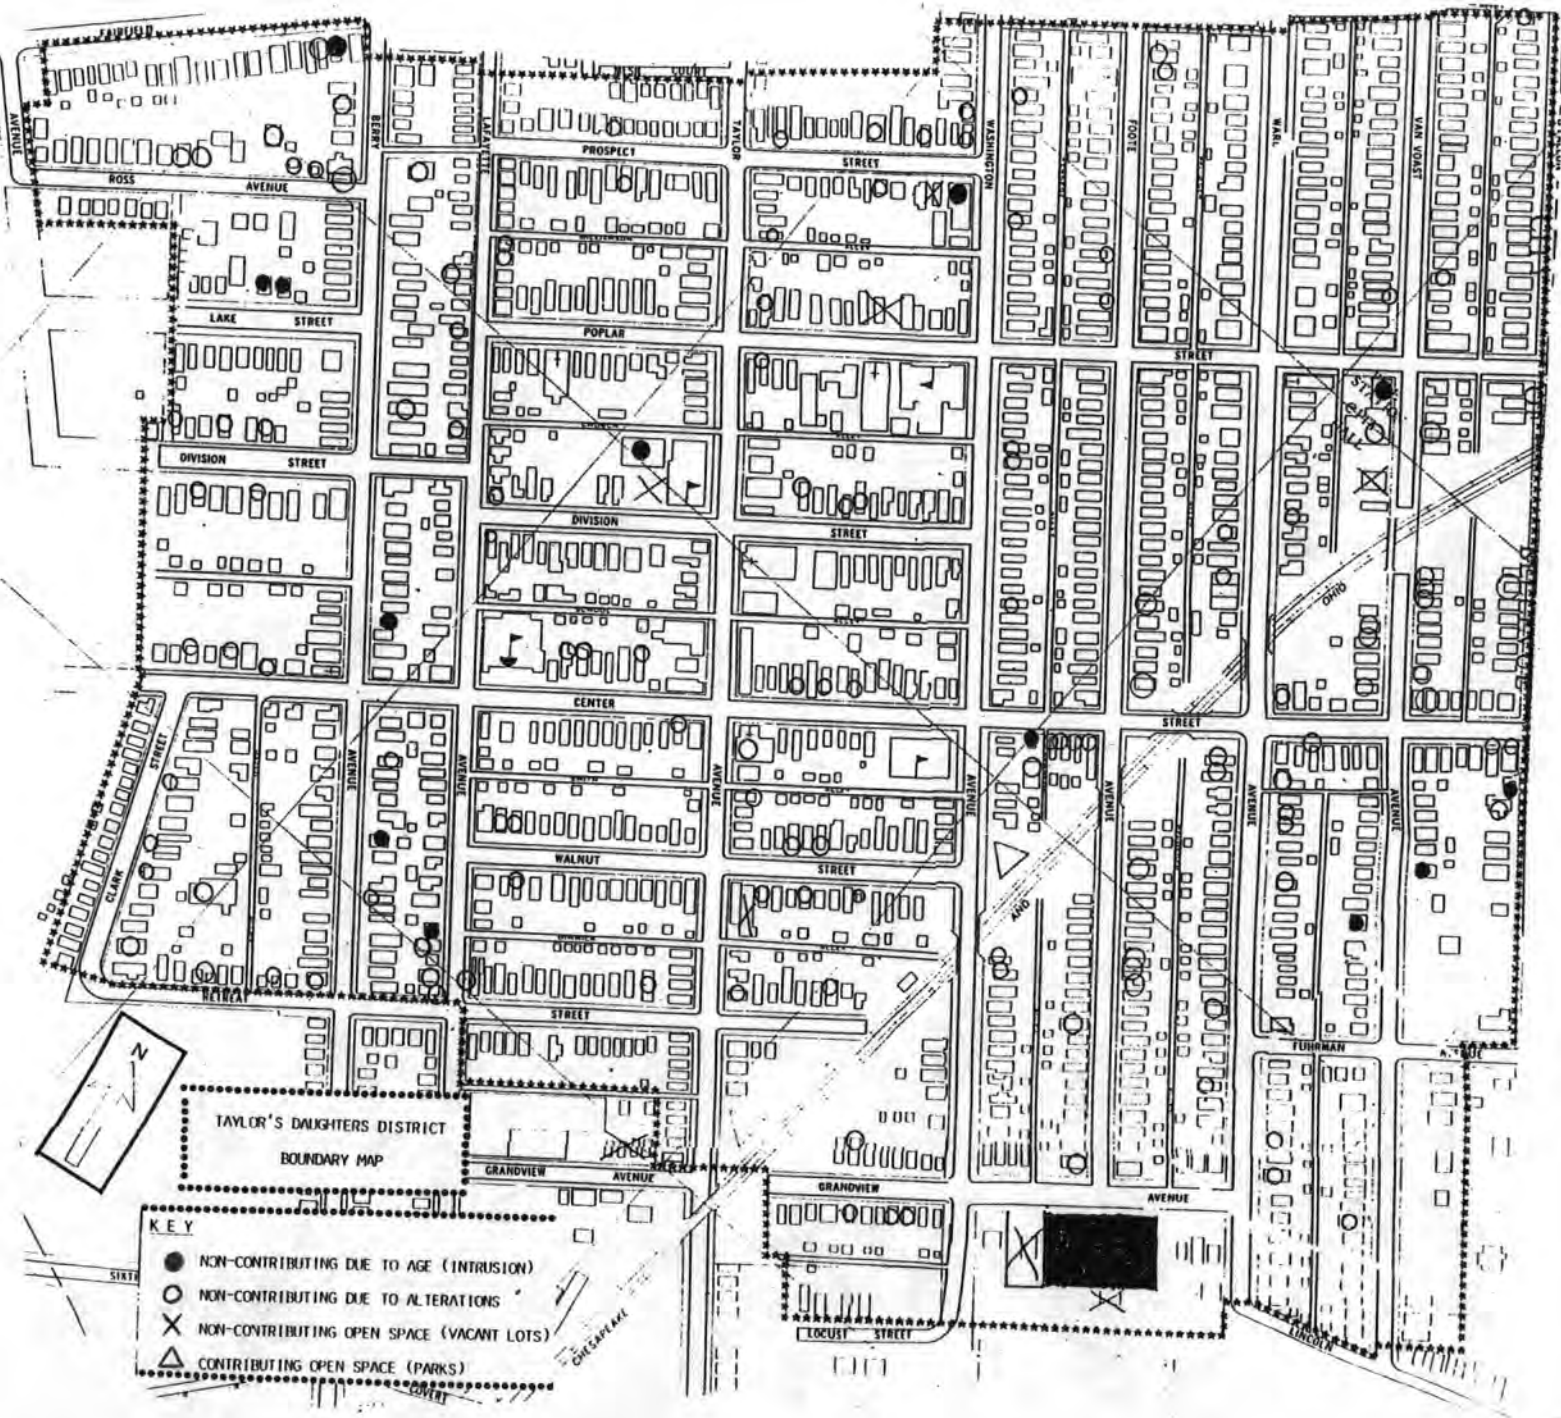 FAIRFIELD
COURT
AVENUE
BERRY
LAFAYETTE
TAYLOR
WASHINGTON
FOOTE
WARD
VAN VOAST
PROSPECT
STREET
ROSS
AVENUE
LAKE STREET
POPLAR
STREET
DIVISION STREET
DIVISION
STREET
OHIO
CENTER
STREET
STREET
CLARK
AVENUE
AVENUE
AVENUE
AVENUE
AVENUE
AVENUE
AVENUE
WALNUT
STREET
AND
RETREAT
STREET
FUHRMAN
N
TAYLOR'S DAUGHTERS DISTRICT
BOUNDARY MAP
GRANDVIEW
AVENUE
GRANDVIEW
AVENUE
KEY
NON-CONTRIBUTING DUE TO AGE (INTRUSION)
NON-CONTRIBUTING DUE TO ALTERATIONS
NON-CONTRIBUTING OPEN SPACE (VACANT LOTS)
CONTRIBUTING OPEN SPACE (PARKS)
CHESAPEAKE
LOCUST STREET
LINCOLN
COVERT